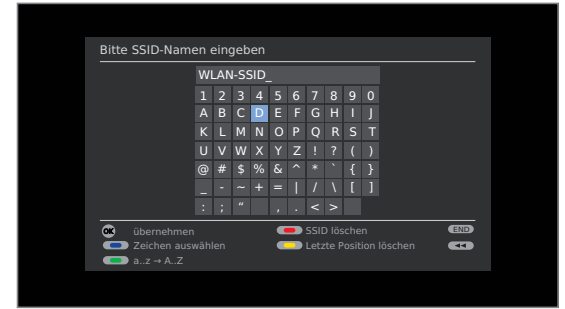 Bitte SSID-Namen eingeben
WLAN-SSID_
1 2 3 4 5 6 7 8 9 0
A B C D E F G H I J
K L M N O P Q R S T
U V W X Y Z ! ? ( )
@ # $ % & ^ * ` { }
_ - ~ + = | / \ [ ]
: ; “ , . < >
OK übernehmen SSID löschen END
Zeichen auswählen Letzte Position löschen ◄◄
a..z → A..Z